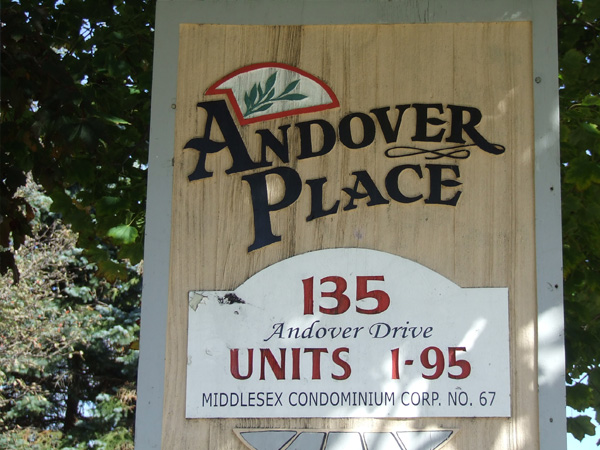 ANDOVER
PLACE
135
Andover Drive
UNITS 1-95
MIDDLESEX CONDOMINIUM CORP. NO. 67